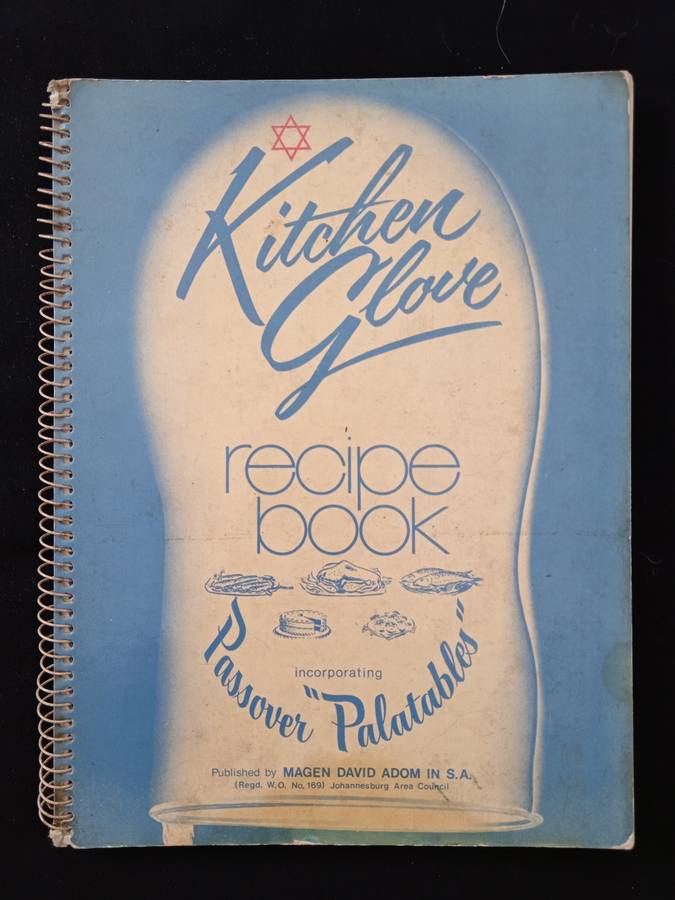 Kitchen
Glove
recipe
book
incorporating
Passover "Palatables"
Published by MAGEN DAVID ADOM IN S.A.
(Regd. W.O. No, 169) Johannesburg Area Council